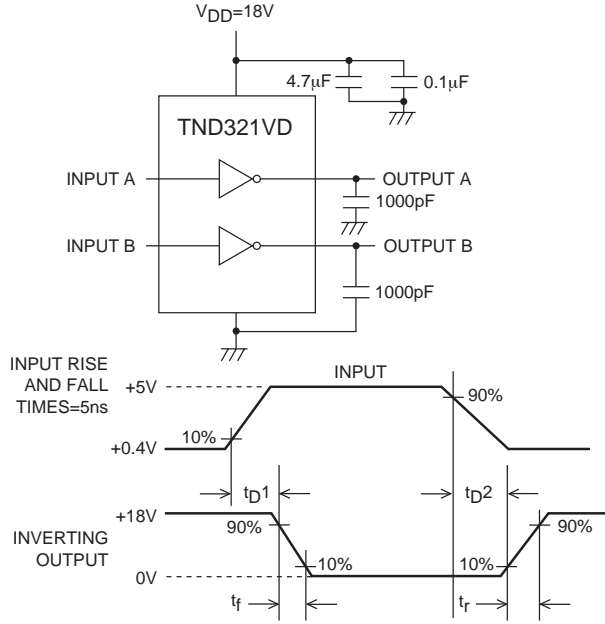 VDD=18V
4.7μF
0.1μF
TND321VD
INPUT A
OUTPUT A
1000pF
INPUT B
OUTPUT B
1000pF
INPUT RISE
AND FALL
TIMES=5ns
+5V
INPUT
90%
10%
+0.4V
tD1
tD2
+18V
90%
90%
INVERTING
OUTPUT
10%
10%
0V
tf
tr